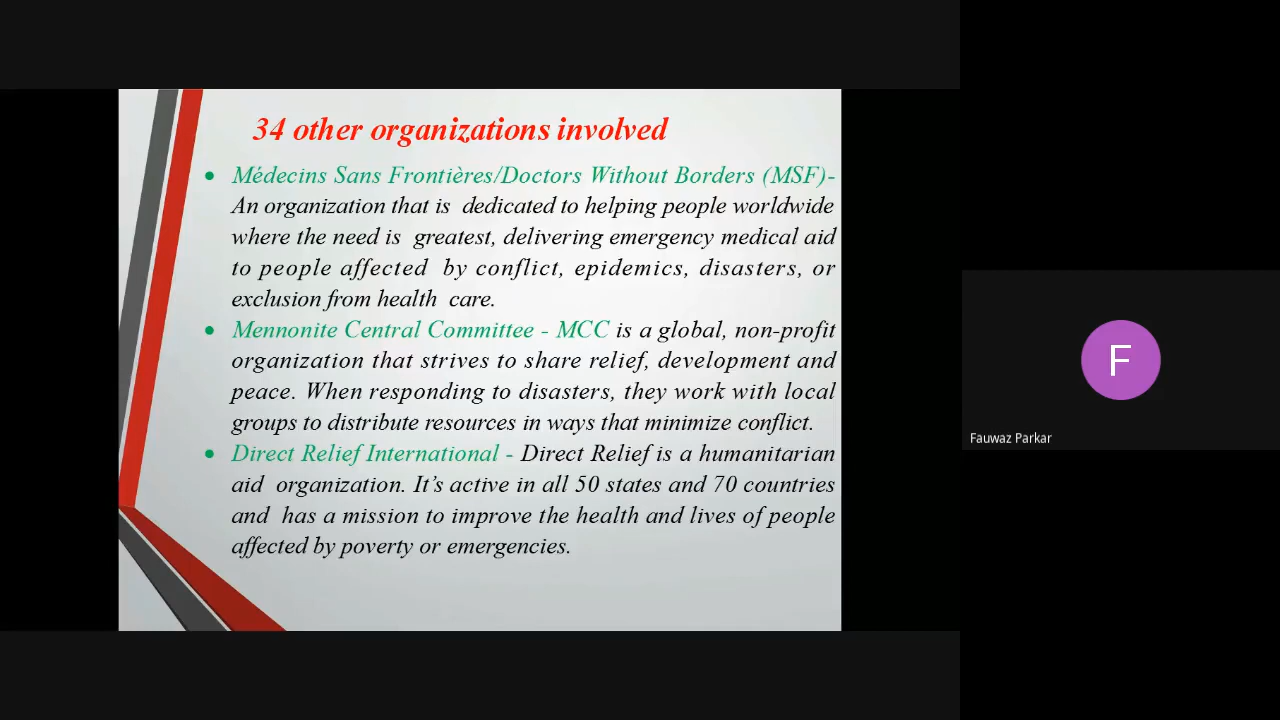 34 other organizations involved
• Médecins Sans Frontières/Doctors Without Borders (MSF)-
An organization that is dedicated to helping people worldwide
where the need is greatest, delivering emergency medical aid
to people affected by conflict, epidemics, disasters, or
exclusion from health care.
• Mennonite Central Committee - MCC is a global, non-profit
organization that strives to share relief, development and
peace. When responding to disasters, they work with local
groups to distribute resources in ways that minimize conflict.
• Direct Relief International - Direct Relief is a humanitarian
aid organization. It’s active in all 50 states and 70 countries
and has a mission to improve the health and lives of people
affected by poverty or emergencies.
F
Fauwaz Parkar